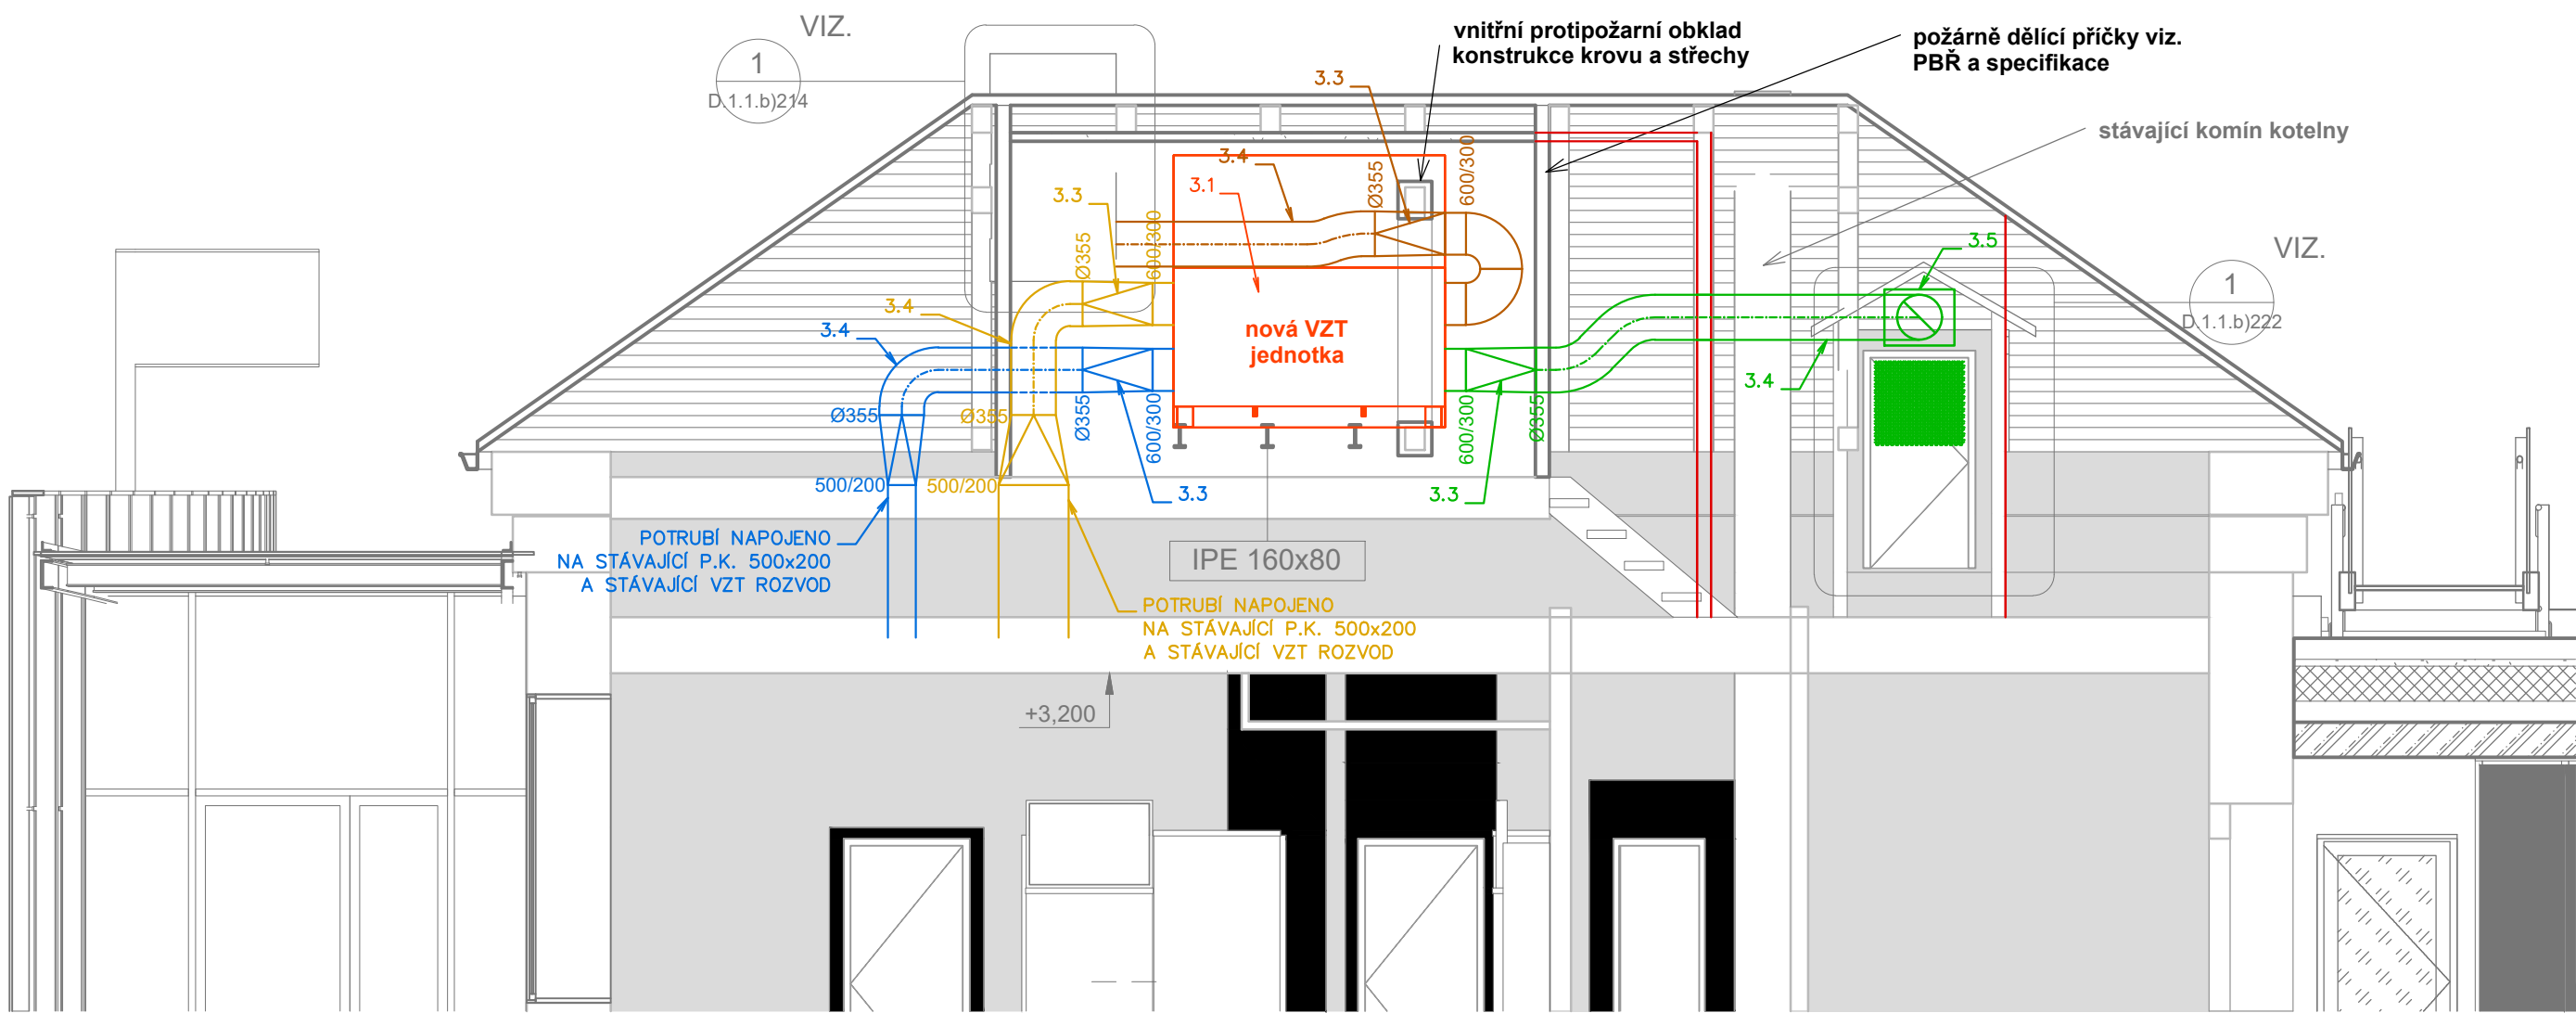 VIZ.
1
D.1.1.b)214
vnitřní protipožární obklad
konstrukce krovu a střechy
požárně dělící příčky viz.
PBŘ a specifikace
stávající komín kotelny
3.3
3.4
3.1
Ø355
600/300
3.3
Ø355
600/300
3.4
3.4
nová VZT
jednotka
3.5
VIZ.
1
D.1.1.b)222
3.4
Ø355
Ø355
Ø355
600/300
600/300
Ø355
500/200
500/200
3.3
3.3
POTRUBÍ NAPOJENO
NA STÁVAJÍCÍ P.K. 500x200
A STÁVAJÍCÍ VZT ROZVOD
IPE 160x80
POTRUBÍ NAPOJENO
NA STÁVAJÍCÍ P.K. 500x200
A STÁVAJÍCÍ VZT ROZVOD
+3,200